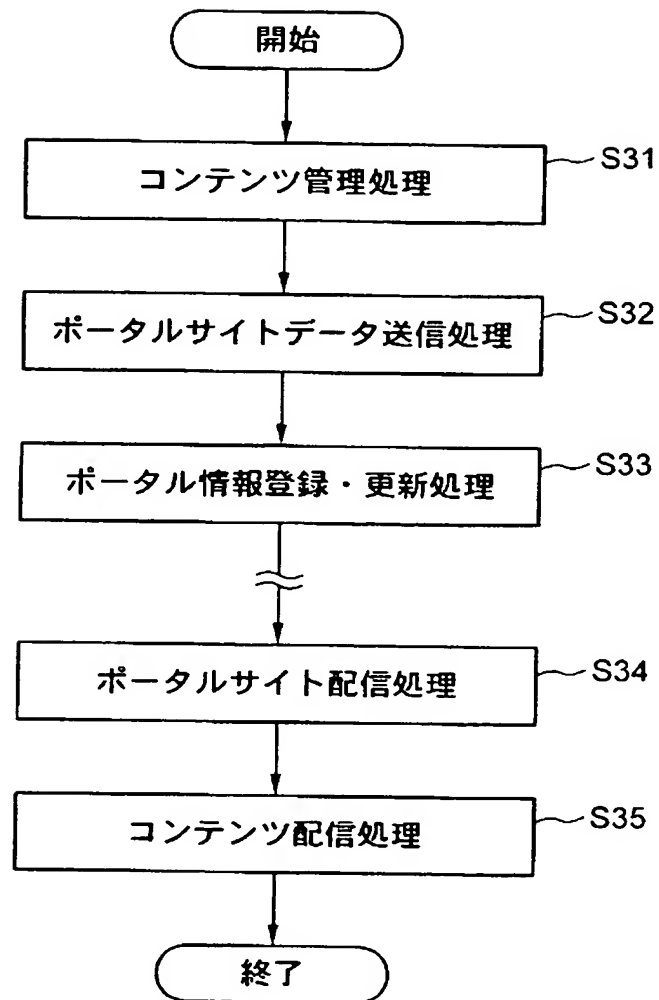 開始
コンテンツ管理処理
S31
ポータルサイトデータ送信処理
S32
ポータル情報登録・更新処理
S33
ポータルサイト配信処理
S34
コンテンツ配信処理
S35
終了